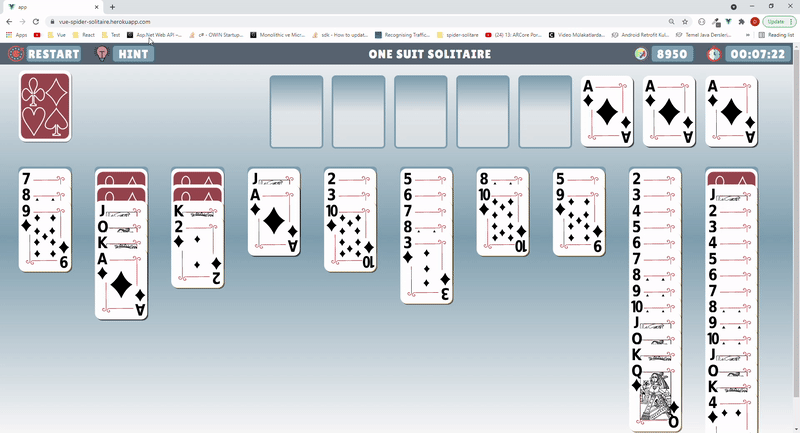 app
vue-spider-solitaire.herokuapp.com
Update
Apps Vue React Test Asp.Net Web API –... c# - OWIN Startup... Monolithic ve Micr... sdk - How to updat... Recognising Traffic... spider-solitaire (24) 13. ARCore Por... Video Mülakatlarda... Android Retrofit Kul... Temel Java Dersleri... Reading list
RESTART HINT ONE SUIT SOLITAIRE 8950 00:07:22
A A A
A A A
7 J K J 2 5 8 5 2 J
8 O 2 A 3 6 10 9 3 2
9 K 2 A 10 7 10 9 4 3
9 A 10 8 5 4
A 3 6 5
3 7 6
8 7
9 8
10 9
J 10
O J
K O
Q K
O 4